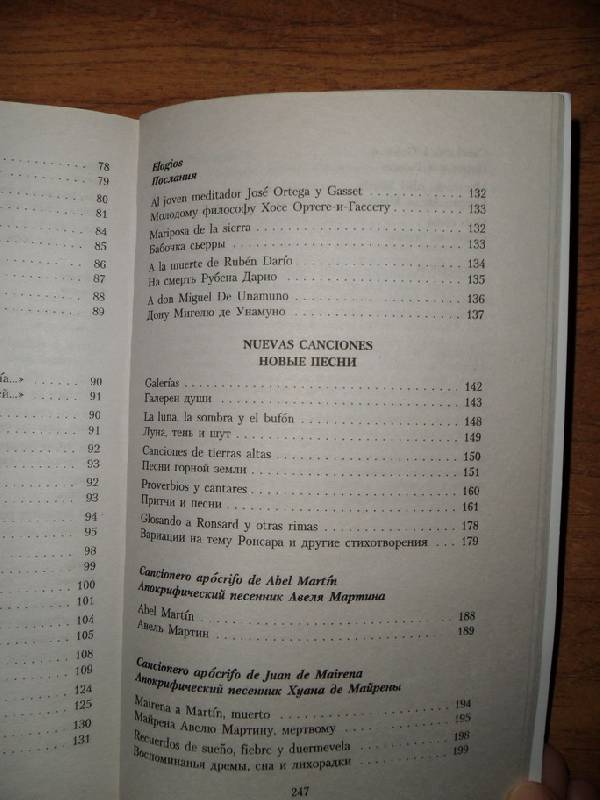 78
79
80
81
84
85
86
87
88
89
ía...» 90
ей...» 91
90
91
92
93
92
93
94
95
98
99
100
101
104
105
108
109
124
125
130
131
Elogios
Послания
Al joven meditador José Ortega y Gasset 132
Молодому философу Хосе Ортеге-и-Гассету 133
Mariposa de la sierra 132
Бабочка сьерры 133
A la muerte de Rubén Darío 134
На смерть Рубена Дарио 135
A don Miguel De Unamuno 136
Дону Мигелю де Унамуно 137
NUEVAS CANCIONES
НОВЫЕ ПЕСНИ
Galerías 142
Галереи души 143
La luna, la sombra y el bufón 148
Луна, тень и шут 149
Canciones de tierras altas 150
Песни горной земли 151
Proverbios y cantares 160
Притчи и песни 161
Glosando a Ronsard y otras rimas 178
Вариации на тему Ронсара и другие стихотворения 179
Cancionero apócrifo de Abel Martín
Апокрифический песенник Авеля Мартина
Abel Martín 188
Авель Мартин 189
Cancionero apócrifo de Juan de Mairena
Апокрифический песенник Хуана де Майрены
Mairena a Martín, muerto 194
Майрена Авелю Мартину, мертвому 195
Recuerdos de sueño, fiebre y duermevela 198
Воспоминанья дремы, сна и лихорадки 199
247